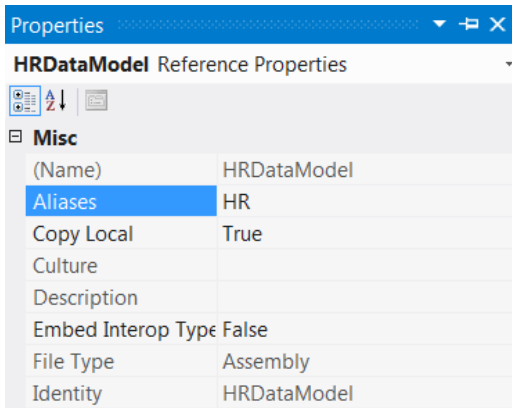 Properties
HRDataModel Reference Properties
Misc
(Name) HRDataModel
Aliases HR
Copy Local True
Culture
Description
Embed Interop Type False
File Type Assembly
Identity HRDataModel